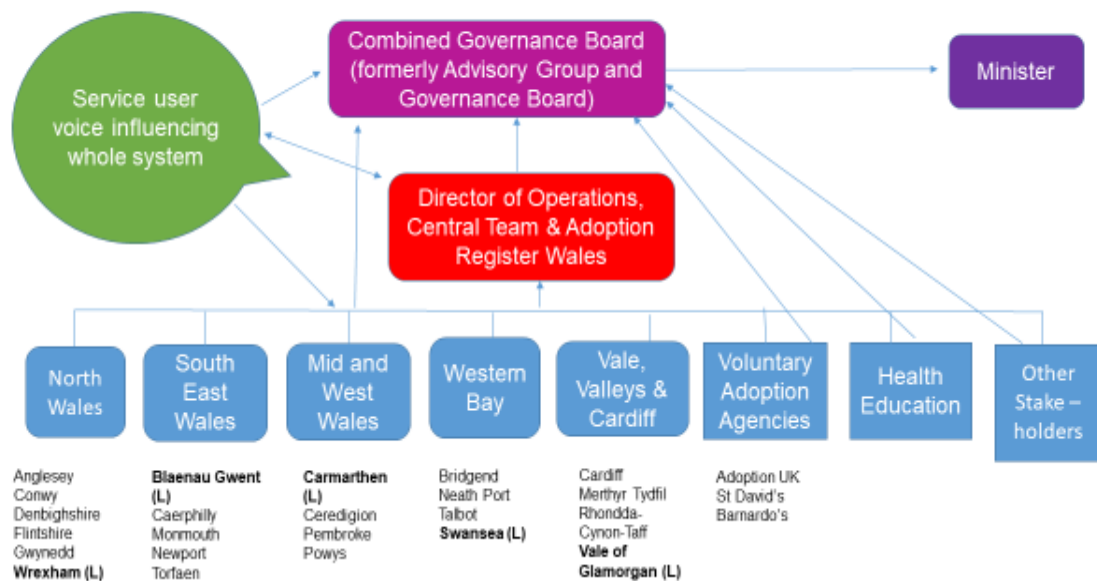 Service user
voice influencing
whole system
Combined Governance Board
(formerly Advisory Group and
Governance Board)
Minister
Director of Operations,
Central Team & Adoption
Register Wales
North
Wales
South
East
Wales
Mid and
West
Wales
Western
Bay
Vale,
Valleys &
Cardiff
Voluntary
Adoption
Agencies
Health
Education
Other
Stake –
holders
Anglesey
Conwy
Denbighshire
Flintshire
Gwynedd
Wrexham (L)
Blaenau Gwent
(L)
Caerphilly
Monmouth
Newport
Torfaen
Carmarthen
(L)
Ceredigion
Pembroke
Powys
Bridgend
Neath Port
Talbot
Swansea (L)
Cardiff
Merthyr Tydfil
Rhondda-
Cynon-Taff
Vale of
Glamorgan (L)
Adoption UK
St David's
Barnardo's